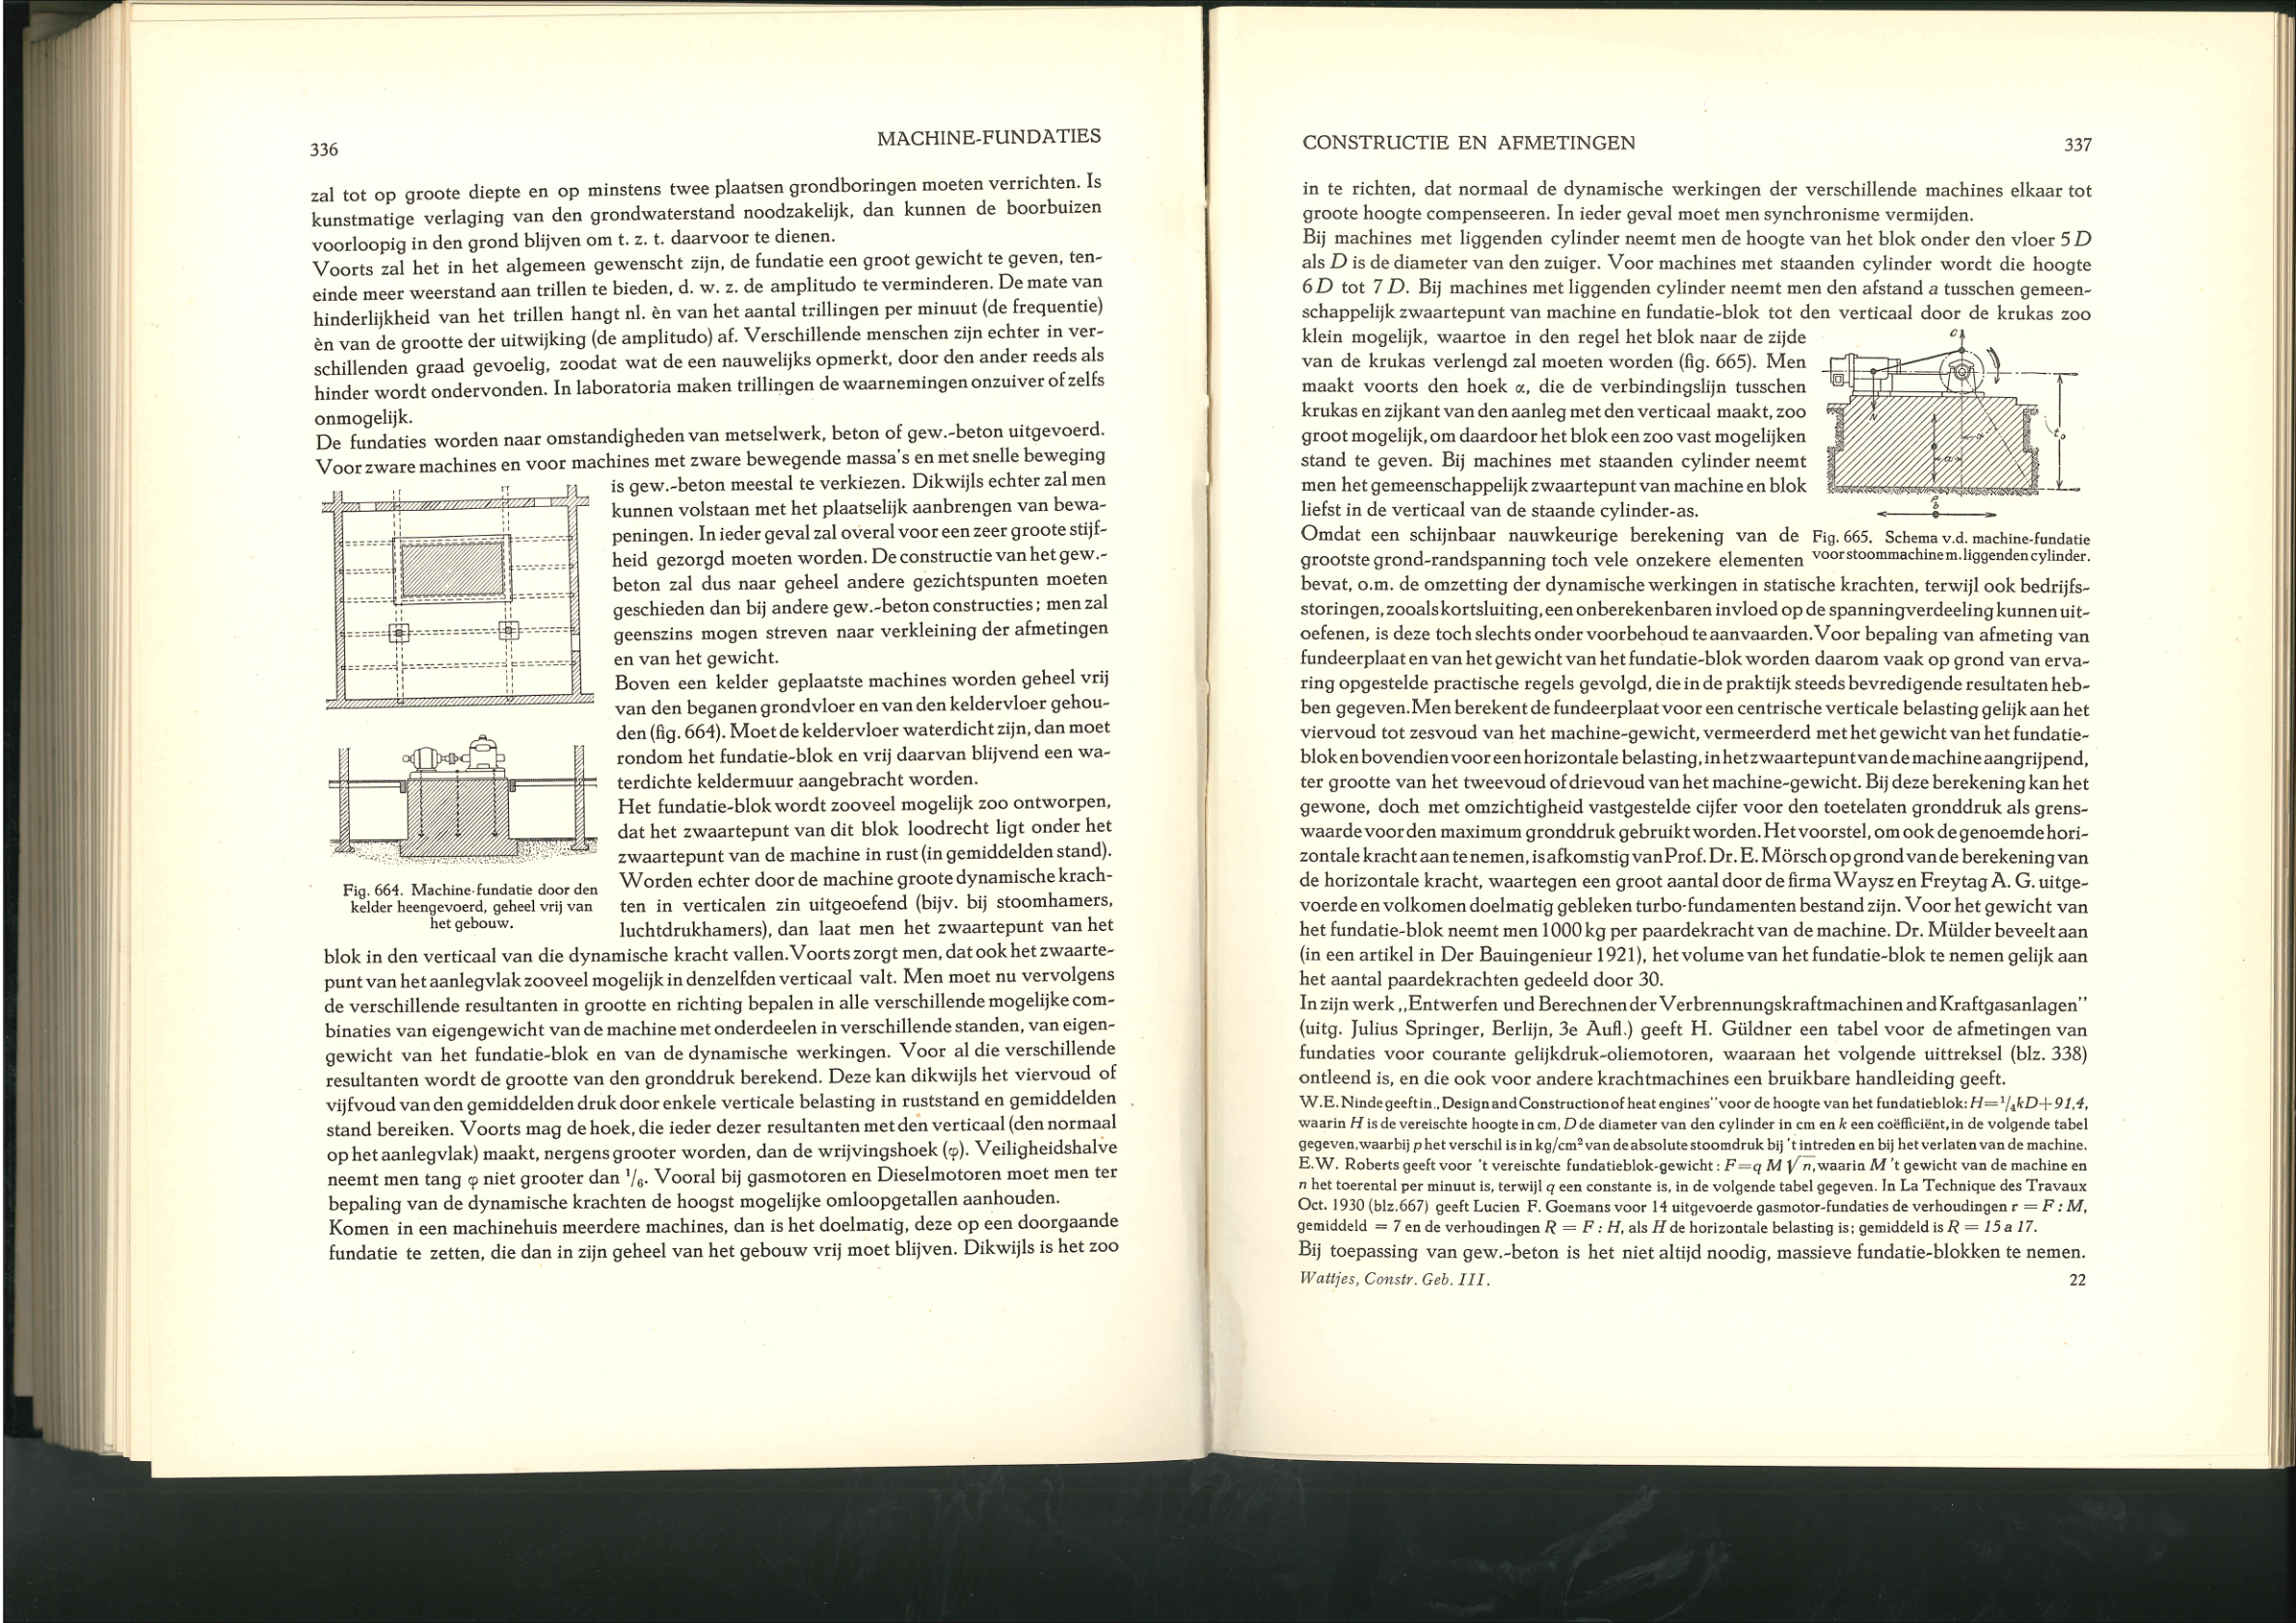 336
MACHINE-FUNDATIES
zal tot op groote diepte en op minstens twee plaatsen grondboringen moeten verrichten. Is
kunstmatige verlaging van den grondwaterstand noodzakelijk, dan kunnen de boorbuizen
voorloopig in den grond blijven om t. z. t. daarvoor te dienen.
Voorts zal het in het algemeen gewenscht zijn, de fundatie een groot gewicht te geven, ten-
einde meer weerstand aan trillen te bieden, d. w. z. de amplitudo te verminderen. De mate van
hinderlijkheid van het trillen hangt nl. èn van het aantal trillingen per minuut (de frequentie)
èn van de grootte der uitwijking (de amplitudo) af. Verschillende menschen zijn echter in ver-
schillenden graad gevoelig, zoodat wat de een nauwelijks opmerkt, door den ander reeds als
hinder wordt ondervonden. In laboratoria maken trillingen de waarnemingen onzuiver of zelfs
onmogelijk.
De fundaties worden naar omstandigheden van metselwerk, beton of gew.-beton uitgevoerd.
Voor zware machines en voor machines met zware bewegende massa's en met snelle beweging
is gew.-beton meestal te verkiezen. Dikwijls echter zal men
kunnen volstaan met het plaatselijk aanbrengen van bewa-
peningen. In ieder geval zal overal voor een zeer groote stijf-
heid gezorgd moeten worden. De constructie van het gew.-
beton zal dus naar geheel andere gezichtspunten moeten
geschieden dan bij andere gew.-beton constructies; men zal
geenszins mogen streven naar verkleining der afmetingen
en van het gewicht.
Boven een kelder geplaatste machines worden geheel vrij
van den beganen grondvloer en van den keldervloer gehou-
den (fig. 664). Moet de keldervloer waterdicht zijn, dan moet
rondom het fundatie-blok en vrij daarvan blijvend een wa-
terdichte keldermuur aangebracht worden.
Het fundatie-blok wordt zooveel mogelijk zoo ontworpen,
dat het zwaartepunt van dit blok loodrecht ligt onder het
zwaartepunt van de machine in rust (in gemiddelden stand).
Worden echter door de machine groote dynamische krach-
ten in verticalen zin uitgeoefend (bijv. bij stoomhamers,
luchtdrukhamers), dan laat men het zwaartepunt van het
Fig. 664. Machine-fundatie door den
kelder heengevoerd, geheel vrij van
het gebouw.
blok in den verticaal van die dynamische kracht vallen. Voorts zorgt men, dat ook het zwaarte-
punt van het aanlegvlak zooveel mogelijk in denzelfden verticaal valt. Men moet nu vervolgens
de verschillende resultanten in grootte en richting bepalen in alle verschillende mogelijke com-
binaties van eigengewicht van de machine met onderdeelen in verschillende standen, van eigen-
gewicht van het fundatie-blok en van de dynamische werkingen. Voor al die verschillende
resultanten wordt de grootte van den gronddruk berekend. Deze kan dikwijls het viervoud of
vijfvoud van den gemiddelden druk door enkele verticale belasting in ruststand en gemiddelden
stand bereiken. Voorts mag de hoek, die ieder dezer resultanten met den verticaal (den normaal
op het aanlegvlak) maakt, nergens grooter worden, dan de wrijvingshoek (φ). Veiligheidshalve
neemt men tang φ niet grooter dan ¹/₆. Vooral bij gasmotoren en Dieselmotoren moet men ter
bepaling van de dynamische krachten de hoogst mogelijke omloopgetallen aanhouden.
Komen in een machinehuis meerdere machines, dan is het doelmatig, deze op een doorgaande
fundatie te zetten, die dan in zijn geheel van het gebouw vrij moet blijven. Dikwijls is het zoo
CONSTRUCTIE EN AFMETINGEN
337
in te richten, dat normaal de dynamische werkingen der verschillende machines elkaar tot
groote hoogte compenseeren. In ieder geval moet men synchronisme vermijden.
Bij machines met liggenden cylinder neemt men de hoogte van het blok onder den vloer 5 D
als D is de diameter van den zuiger. Voor machines met staanden cylinder wordt die hoogte
6 D tot 7 D. Bij machines met liggenden cylinder neemt men den afstand a tusschen gemeen-
schappelijk zwaartepunt van machine en fundatie-blok tot den verticaal door de krukas zoo
klein mogelijk, waartoe in den regel het blok naar de zijde
van de krukas verlengd zal moeten worden (fig. 665). Men
maakt voorts den hoek α, die de verbindingslijn tusschen
krukas en zijkant van den aanleg met den verticaal maakt, zoo
groot mogelijk, om daardoor het blok een zoo vast mogelijken
stand te geven. Bij machines met staanden cylinder neemt
men het gemeenschappelijk zwaartepunt van machine en blok
liefst in de verticaal van de staande cylinder-as.
C
N
α
a
t₀
b
Fig. 665. Schema v.d. machine-fundatie
voor stoommachine m. liggenden cylinder.
Omdat een schijnbaar nauwkeurige berekening van de
grootste grond-randspanning toch vele onzekere elementen
bevat, o.m. de omzetting der dynamische werkingen in statische krachten, terwijl ook bedrijfs-
storingen, zooals kortsluiting, een onberekenbaren invloed op de spanningverdeeling kunnen uit-
oefenen, is deze toch slechts onder voorbehoud te aanvaarden. Voor bepaling van afmeting van
fundeerplaat en van het gewicht van het fundatie-blok worden daarom vaak op grond van erva-
ring opgestelde practische regels gevolgd, die in de praktijk steeds bevredigende resultaten heb-
ben gegeven. Men berekent de fundeerplaat voor een centrische verticale belasting gelijk aan het
viervoud tot zesvoud van het machine-gewicht, vermeerderd met het gewicht van het fundatie-
blok en bovendien voor een horizontale belasting, in het zwaartepunt van de machine aangrijpend,
ter grootte van het tweevoud of drievoud van het machine-gewicht. Bij deze berekening kan het
gewone, doch met omzichtigheid vastgestelde cijfer voor den toetelaten gronddruk als grens-
waarde voor den maximum gronddruk gebruikt worden. Het voorstel, om ook de genoemde hori-
zontale kracht aan te nemen, is afkomstig van Prof. Dr. E. Mörsch op grond van de berekening van
de horizontale kracht, waartegen een groot aantal door de firma Waysz en Freytag A. G. uitge-
voerde en volkomen doelmatig gebleken turbo-fundamenten bestand zijn. Voor het gewicht van
het fundatie-blok neemt men 1000 kg per paardekracht van de machine. Dr. Mülder beveelt aan
(in een artikel in Der Bauingenieur 1921), het volume van het fundatie-blok te nemen gelijk aan
het aantal paardekrachten gedeeld door 30.
In zijn werk „Entwerfen und Berechnen der Verbrennungskraftmachinen and Kraftgasanlagen"
(uitg. Julius Springer, Berlijn, 3e Aufl.) geeft H. Güldner een tabel voor de afmetingen van
fundaties voor courante gelijkdruk-oliemotoren, waaraan het volgende uittreksel (blz. 338)
ontleend is, en die ook voor andere krachtmachines een bruikbare handleiding geeft.
W.E. Ninde geeft in „Design and Construction of heat engines" voor de hoogte van het fundatieblok: H=¹/₄kD+91,4,
waarin H is de vereischte hoogte in cm, D de diameter van den cylinder in cm en k een coëfficiënt, in de volgende tabel
gegeven, waarbij p het verschil is in kg/cm² van de absolute stoomdruk bij 't intreden en bij het verlaten van de machine.
E.W. Roberts geeft voor 't vereischte fundatieblok-gewicht: F=q M √n, waarin M 't gewicht van de machine en
n het toerental per minuut is, terwijl q een constante is, in de volgende tabel gegeven. In La Technique des Travaux
Oct. 1930 (blz.667) geeft Lucien F. Goemans voor 14 uitgevoerde gasmotor-fundaties de verhoudingen r = F : M,
gemiddeld = 7 en de verhoudingen R = F : H, als H de horizontale belasting is; gemiddeld is R = 15 a 17.
Bij toepassing van gew.-beton is het niet altijd noodig, massieve fundatie-blokken te nemen.
Wattjes, Constr. Geb. III.
22